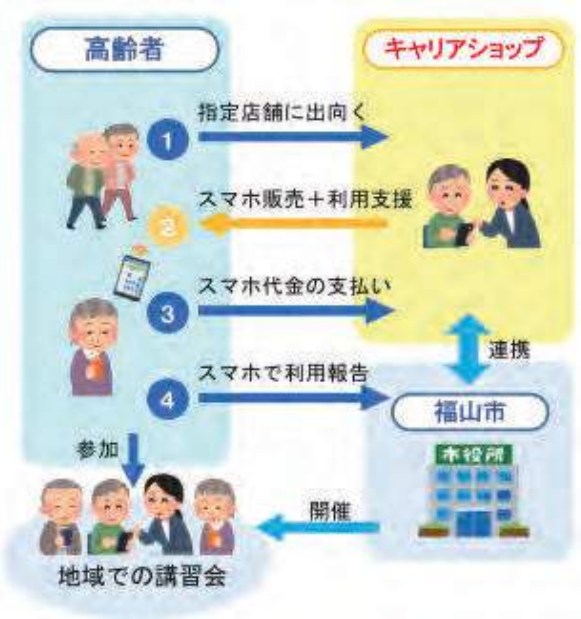 高齢者
キャリアショップ
1
指定店舗に出向く
スマホ販売＋利用支援
2
3
スマホ代金の支払い
連携
4
スマホで利用報告
福山市
市役所
参加
開催
地域での講習会